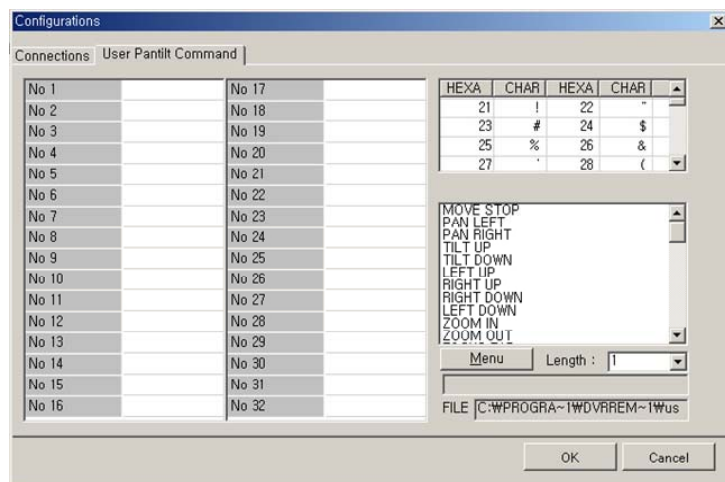 Configurations
Connections User Pantilt Command
No 1
No 2
No 3
No 4
No 5
No 6
No 7
No 8
No 9
No 10
No 11
No 12
No 13
No 14
No 15
No 16
No 17
No 18
No 19
No 20
No 21
No 22
No 23
No 24
No 25
No 26
No 27
No 28
No 29
No 30
No 31
No 32
HEXA CHAR HEXA CHAR
21 ! 22 "
23 # 24 $
25 % 26 &
27 ' 28 (
MOVE STOP
PAN LEFT
PAN RIGHT
TILT UP
TILT DOWN
LEFT UP
RIGHT UP
RIGHT DOWN
LEFT DOWN
ZOOM IN
ZOOM OUT
Menu Length : 1
FILE C:₩PROGRA~1₩DVRREM~1₩us
OK Cancel